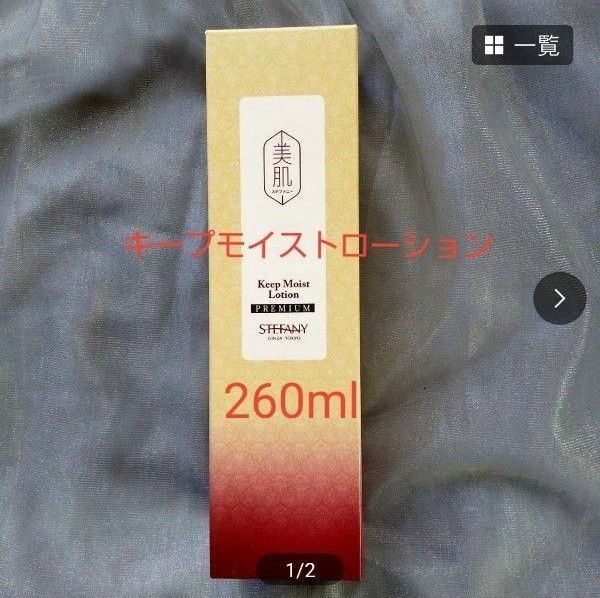 一覧
美肌
ステファニー
キープモイストローション
Keep Moist
Lotion
PREMIUM
STEFANY
GINZA TOKYO
260ml
1/2